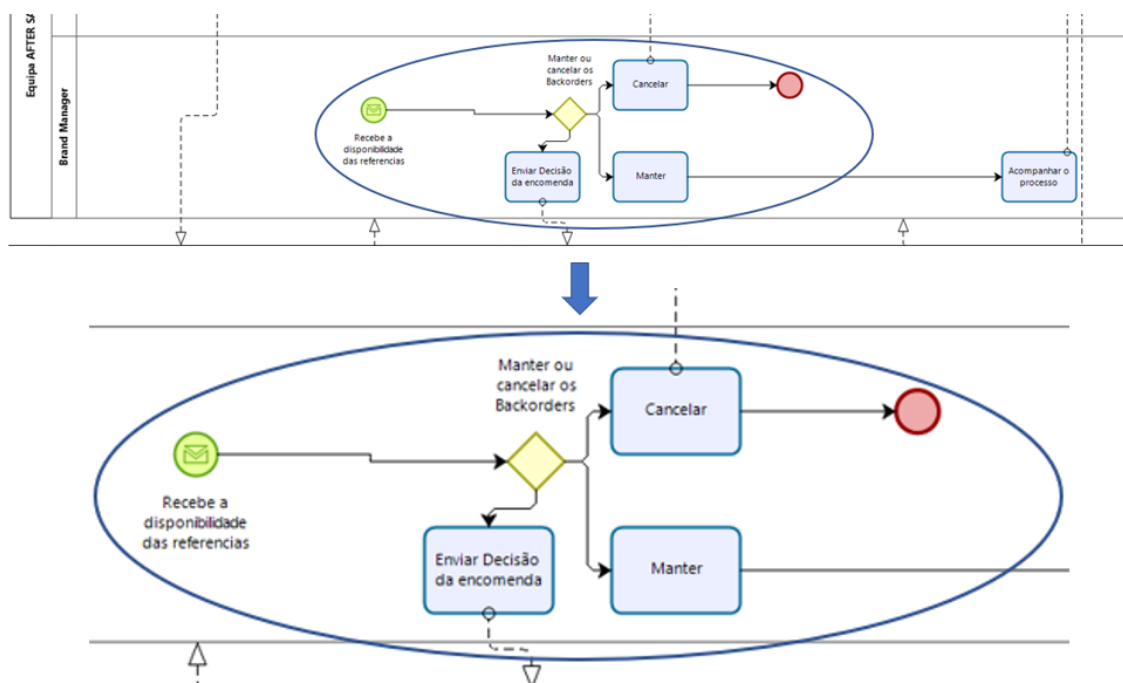 Equipa AFTER SA
Brand Manager
Manter ou
cancelar os
Backorders
Cancelar
Recebe a
disponibilidade
das referencias
Enviar Decisão
da encomenda
Manter
Acompanhar o
processo
Manter ou
cancelar os
Backorders
Cancelar
Recebe a
disponibilidade
das referencias
Enviar Decisão
da encomenda
Manter